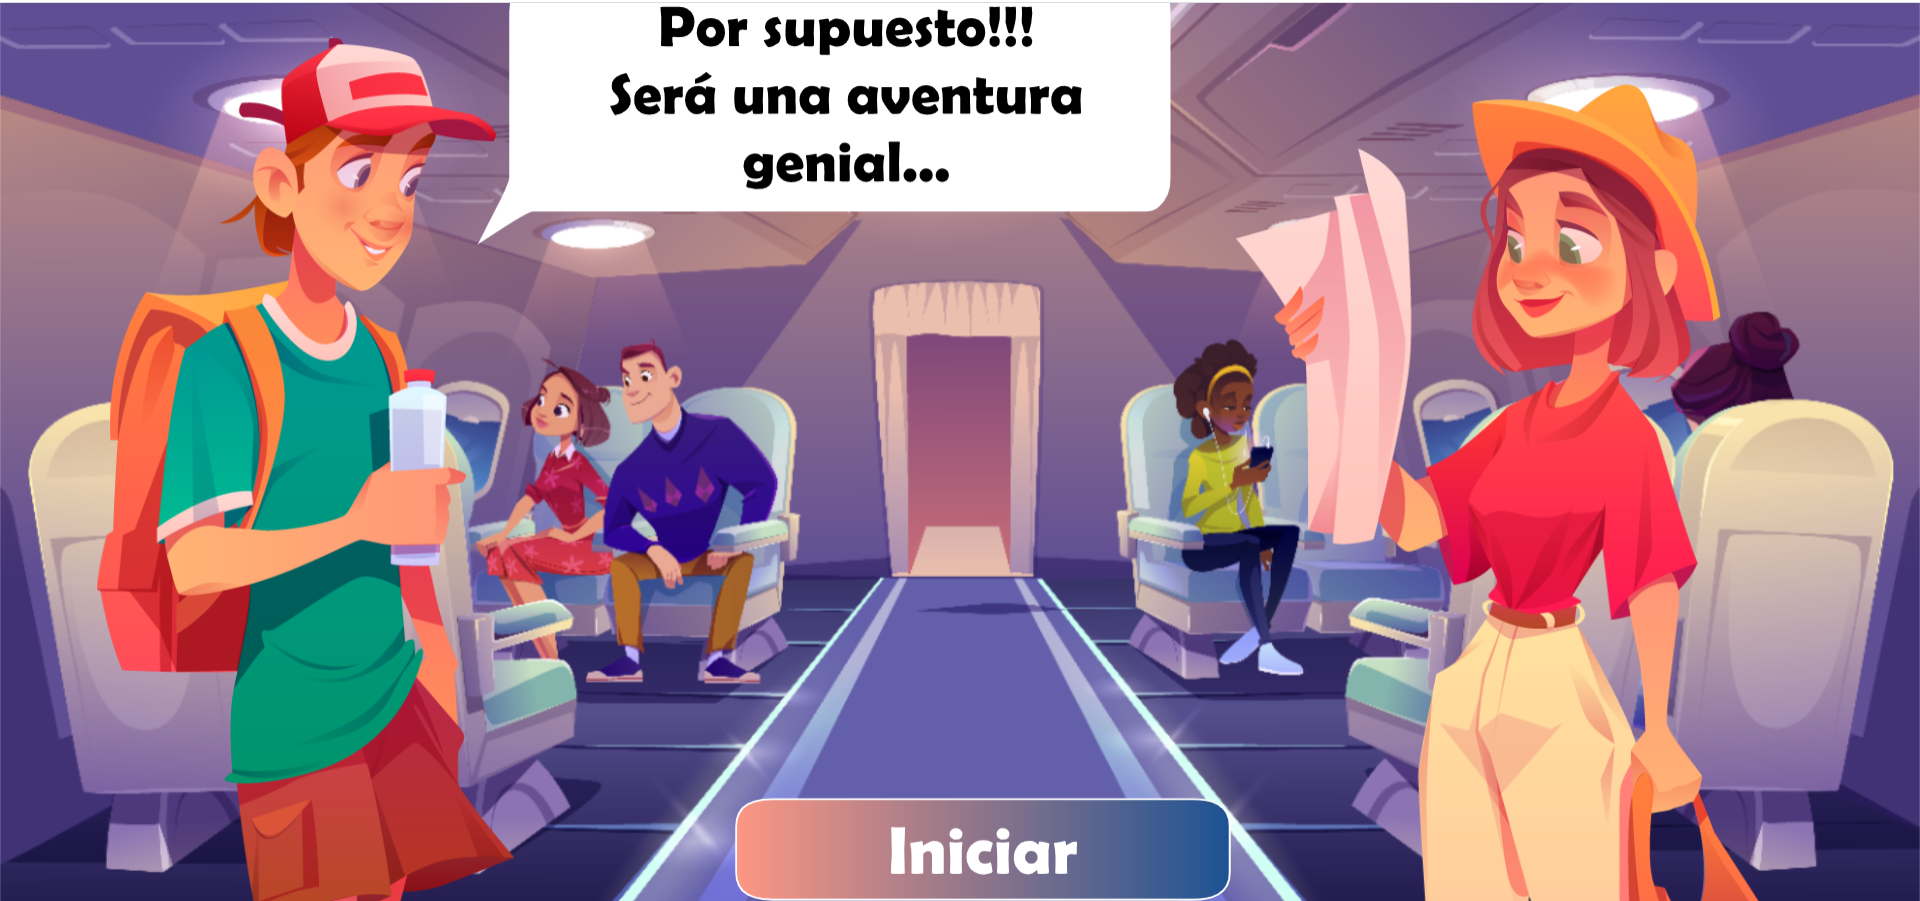 Por supuesto!!!
Será una aventura
genial...
Iniciar